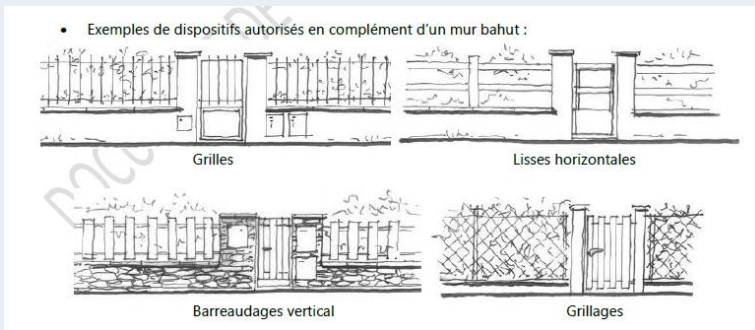 • Exemples de dispositifs autorisés en complément d'un mur bahut :
Grilles
Lisses horizontales
Barreaudages vertical
Grillages